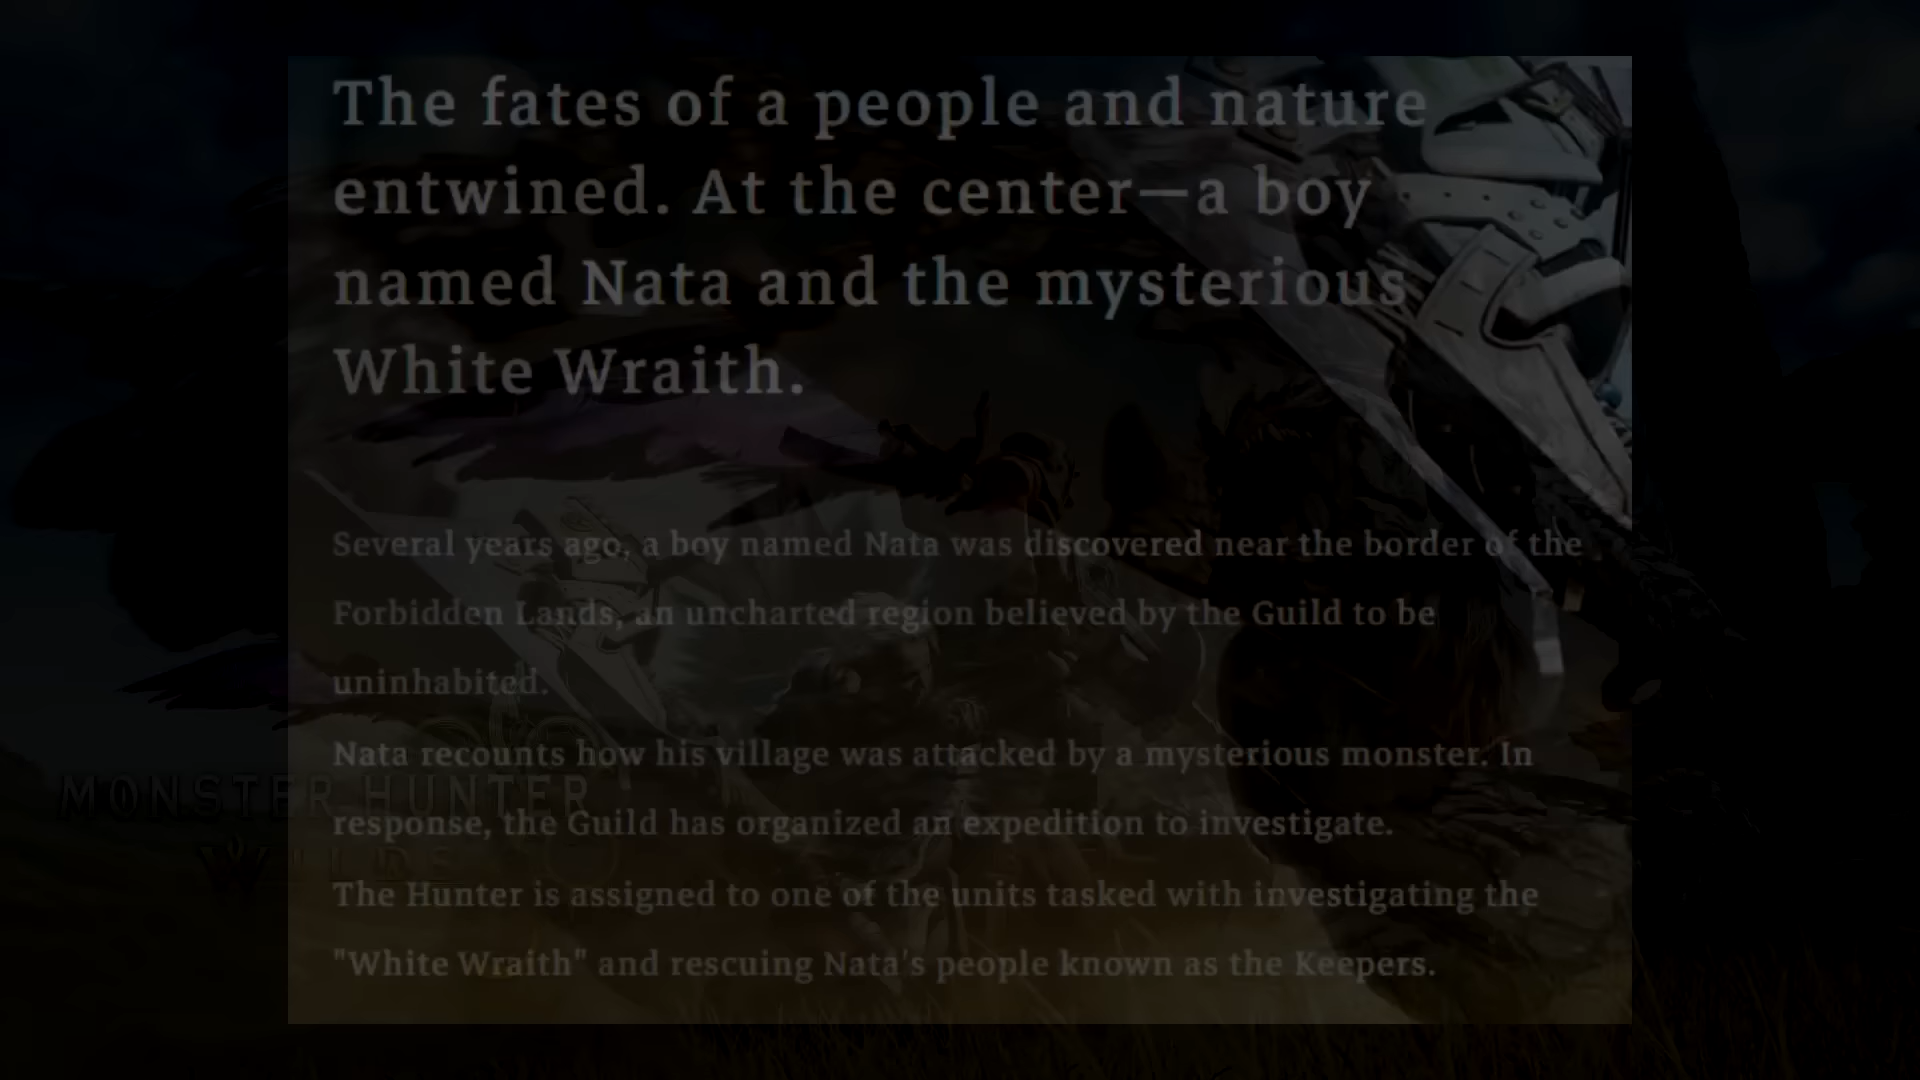 The fates of a people and nature
entwined. At the center—a boy
named Nata and the mysterious
White Wraith.
Several years ago, a boy named Nata was discovered near the border of the
Forbidden Lands, an uncharted region believed by the Guild to be
uninhabited.
Nata recounts how his village was attacked by a mysterious monster. In
response, the Guild has organized an expedition to investigate.
The Hunter is assigned to one of the units tasked with investigating the
"White Wraith" and rescuing Nata's people known as the Keepers.
MONSTER HUNTER
WILDS